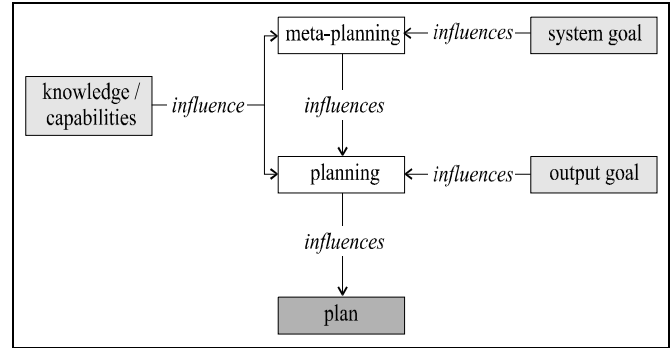 meta-planning
influences
system goal
knowledge /
capabilities
influence
influences
planning
influences
output goal
influences
plan